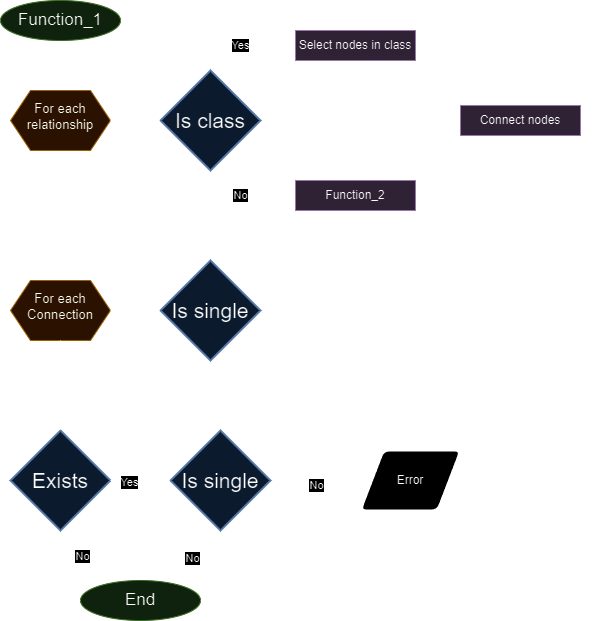 Function_1
Yes
Select nodes in class
For each
relationship
Is class
Connect nodes
No
Function_2
For each
Connection
Is single
Exists
Yes
Is single
No
Error
No
No
End